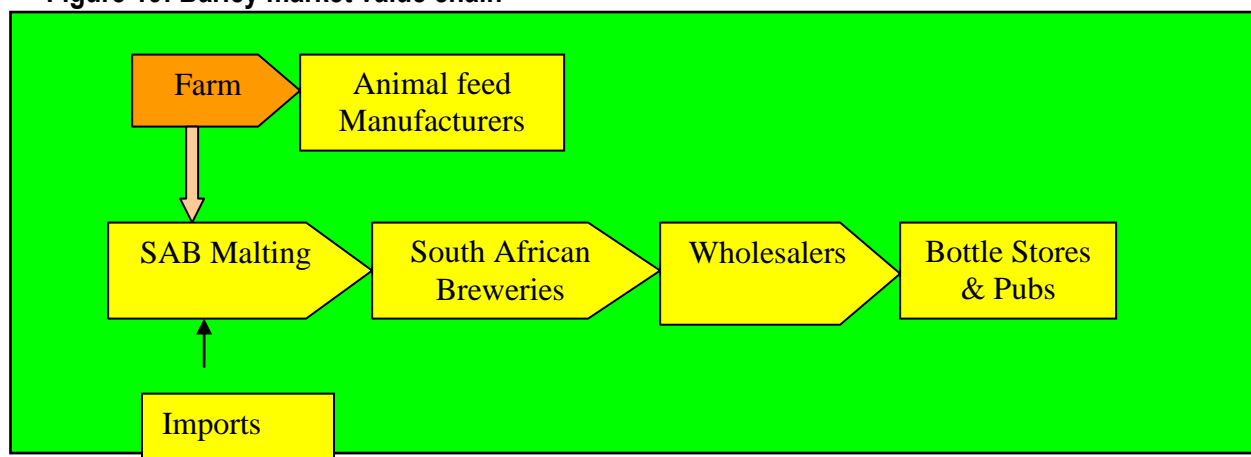 Farm
Animal feed
Manufacturers
SAB Malting
South African
Breweries
Wholesalers
Bottle Stores
& Pubs
Imports